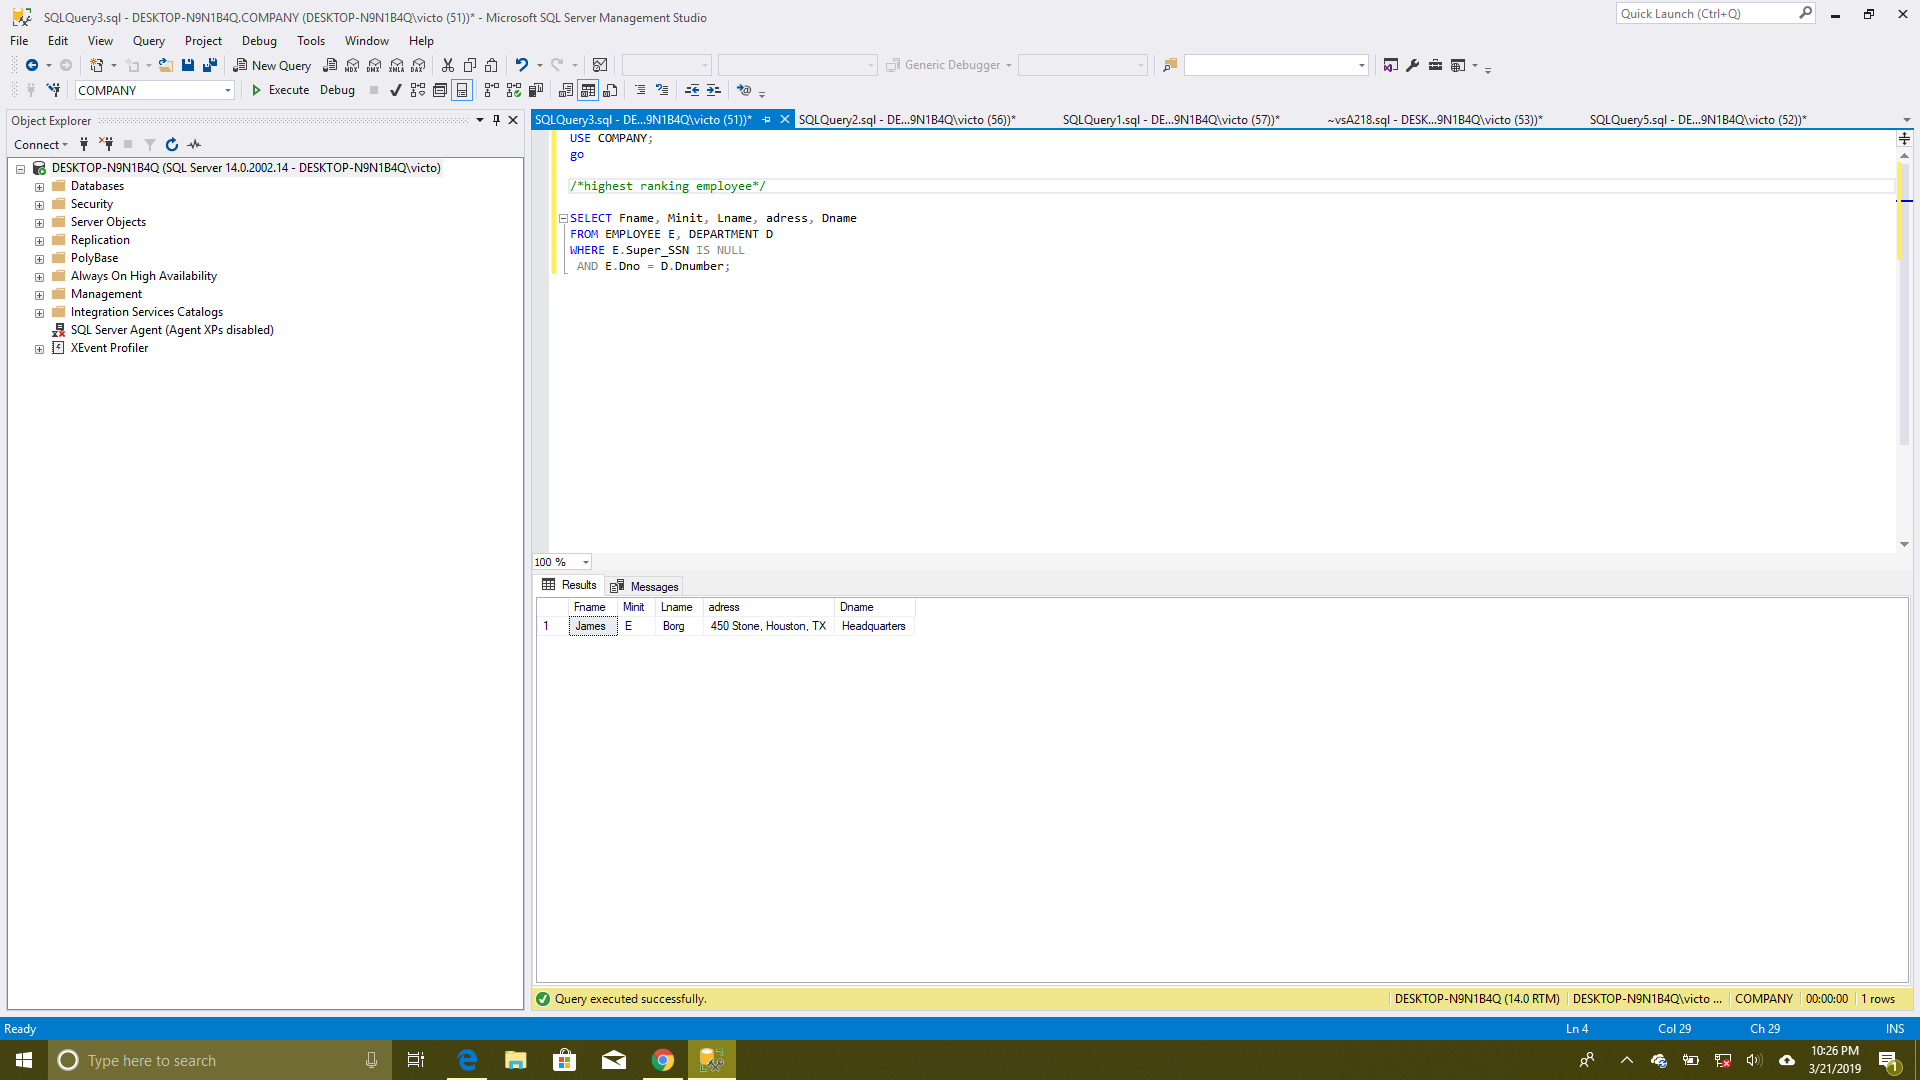 SQLQuery3.sql - DESKTOP-N9N1B4Q.COMPANY (DESKTOP-N9N1B4Q\victo (51))* - Microsoft SQL Server Management Studio
Quick Launch (Ctrl+Q)
File Edit View Query Project Debug Tools Window Help
New Query MDX DMX XMLA DAX Generic Debugger
COMPANY Execute Debug
Object Explorer
Connect
DESKTOP-N9N1B4Q (SQL Server 14.0.2002.14 - DESKTOP-N9N1B4Q\victo)
Databases
Security
Server Objects
Replication
PolyBase
Always On High Availability
Management
Integration Services Catalogs
SQL Server Agent (Agent XPs disabled)
XEvent Profiler
SQLQuery3.sql - DE...9N1B4Q\victo (51))* SQLQuery2.sql - DE...9N1B4Q\victo (56))* SQLQuery1.sql - DE...9N1B4Q\victo (57))* ~vsA218.sql - DESK...9N1B4Q\victo (53))* SQLQuery5.sql - DE...9N1B4Q\victo (52))*
USE COMPANY;
go
/*highest ranking employee*/
SELECT Fname, Minit, Lname, adress, Dname
FROM EMPLOYEE E, DEPARTMENT D
WHERE E.Super_SSN IS NULL
AND E.Dno = D.Dnumber;
100 %
Results Messages
Fname Minit Lname adress Dname
1 James E Borg 450 Stone, Houston, TX Headquarters
Query executed successfully.
DESKTOP-N9N1B4Q (14.0 RTM) DESKTOP-N9N1B4Q\victo ... COMPANY 00:00:00 1 rows
Ready Ln 4 Col 29 Ch 29 INS
Type here to search
10:26 PM
3/21/2019
1